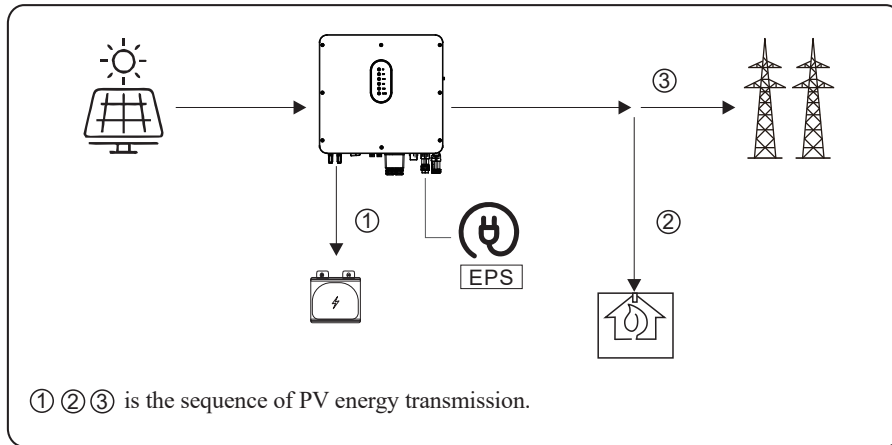 ③
①
②
EPS
① ② ③ is the sequence of PV energy transmission.